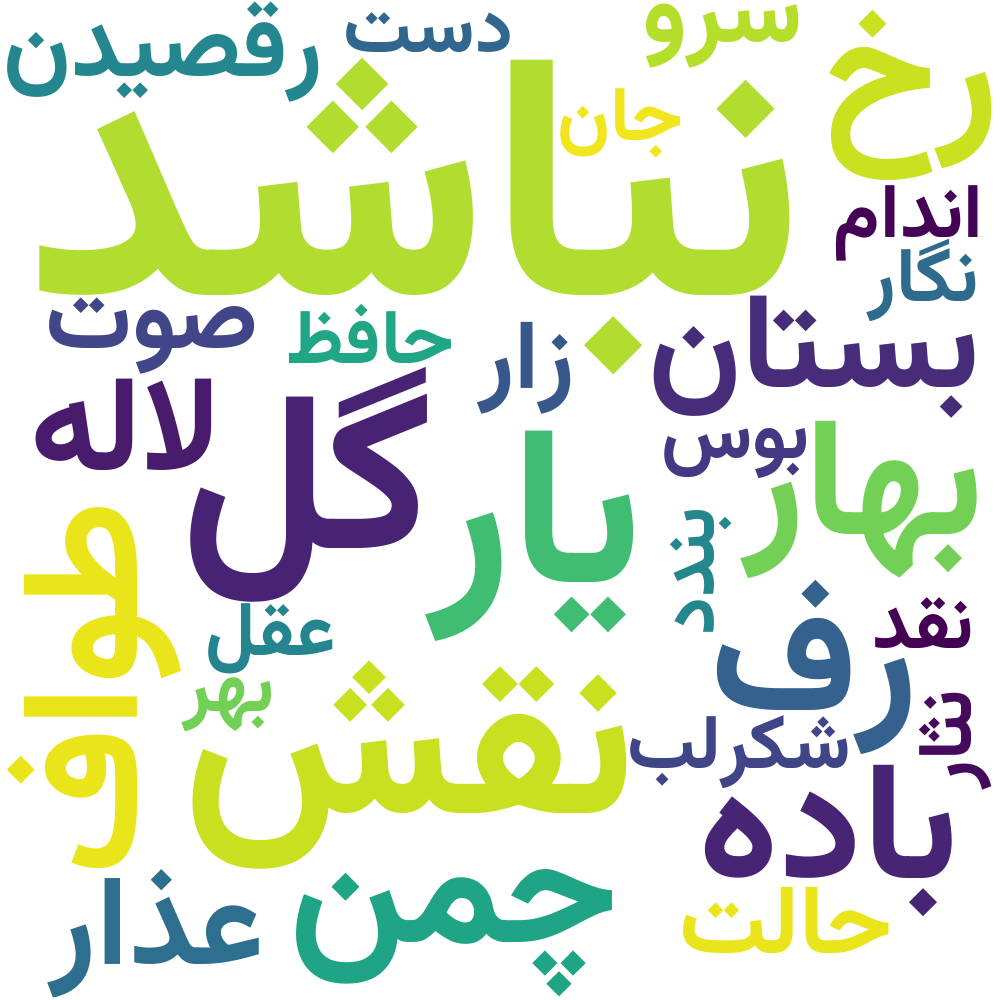 سرو
دست
رقصیدن
رخ
جان
نباشد
اندام
نگار
صوت
حافظ
زار
بستان
لاله
گل
یار
بوس
بهار
بندد
طواف
عقل
نقد
رف
بهر
نقش
شکرلب
نثار
باده
چمن
عذار
حالت